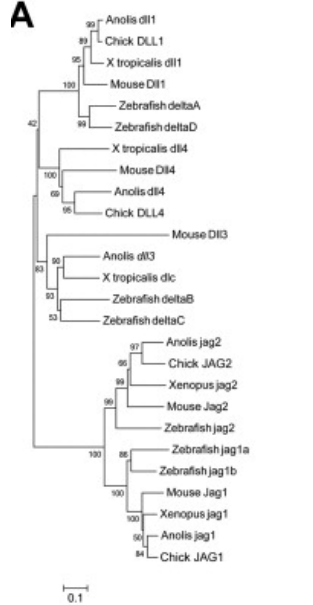 A
Anolis dll1
99
Chick DLL1
89
X tropicalis dll1
95
Mouse Dll1
100
Zebrafish deltaA
99
Zebrafish deltaD
42
X tropicalis dll4
100
Mouse Dll4
69
Anolis dll4
95
Chick DLL4
Mouse Dll3
83
90
Anolis dll3
X tropicalis dlc
93
Zebrafish deltaB
53
Zebrafish deltaC
97
Anolis jag2
66
Chick JAG2
99
Xenopus jag2
99
Mouse Jag2
Zebrafish jag2
100
86
Zebrafish jag1a
Zebrafish jag1b
100
Mouse Jag1
100
Xenopus jag1
50
Anolis jag1
84
Chick JAG1
0.1